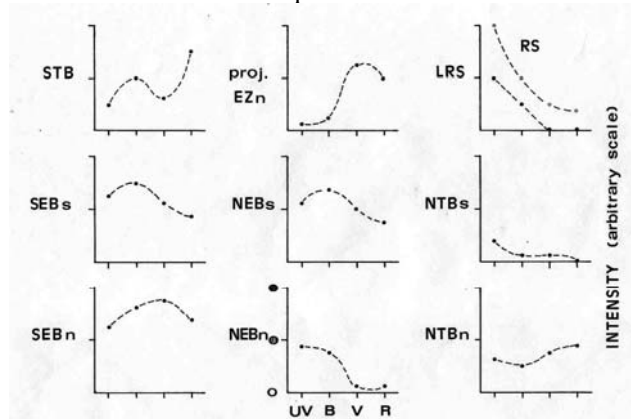 STB
proj.
EZn
LRS
RS
SEBs
NEBs
NTBs
SEBn
NEBn
NTBn
UV B V R
INTENSITY (arbitrary scale)